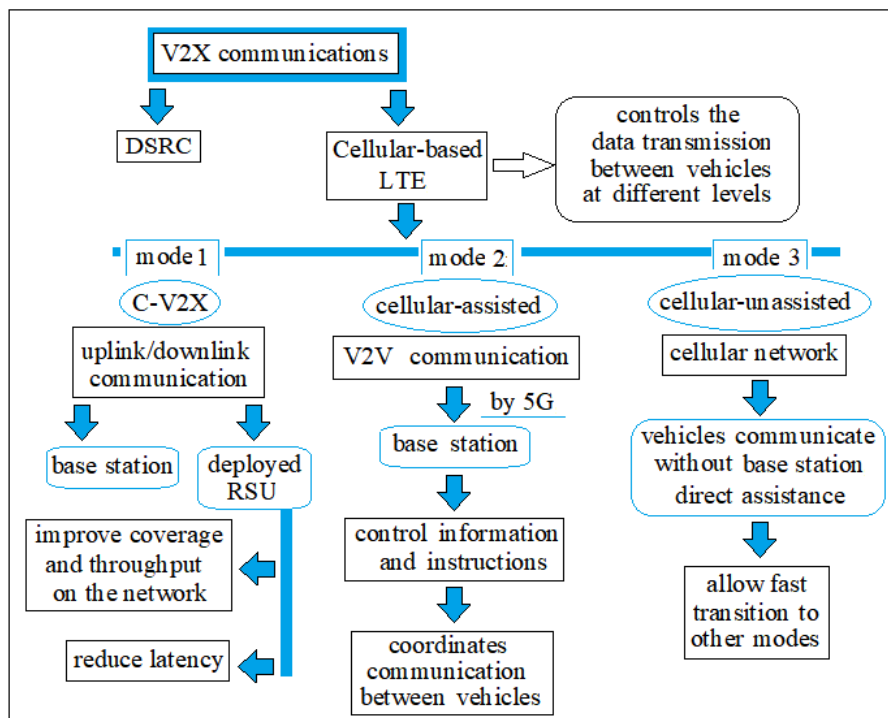 V2X communications
DSRC
Cellular-based
LTE
controls the
data transmission
between vehicles
at different levels
mode 1
C-V2X
uplink/downlink
communication
base station
deployed
RSU
improve coverage
and throughput
on the network
reduce latency
mode 2:
cellular-assisted
V2V communication
by 5G
base station
control information
and instructions
coordinates
communication
between vehicles
mode 3
cellular-unassisted
cellular network
vehicles communicate
without base station
direct assistance
allow fast
transition to
other modes